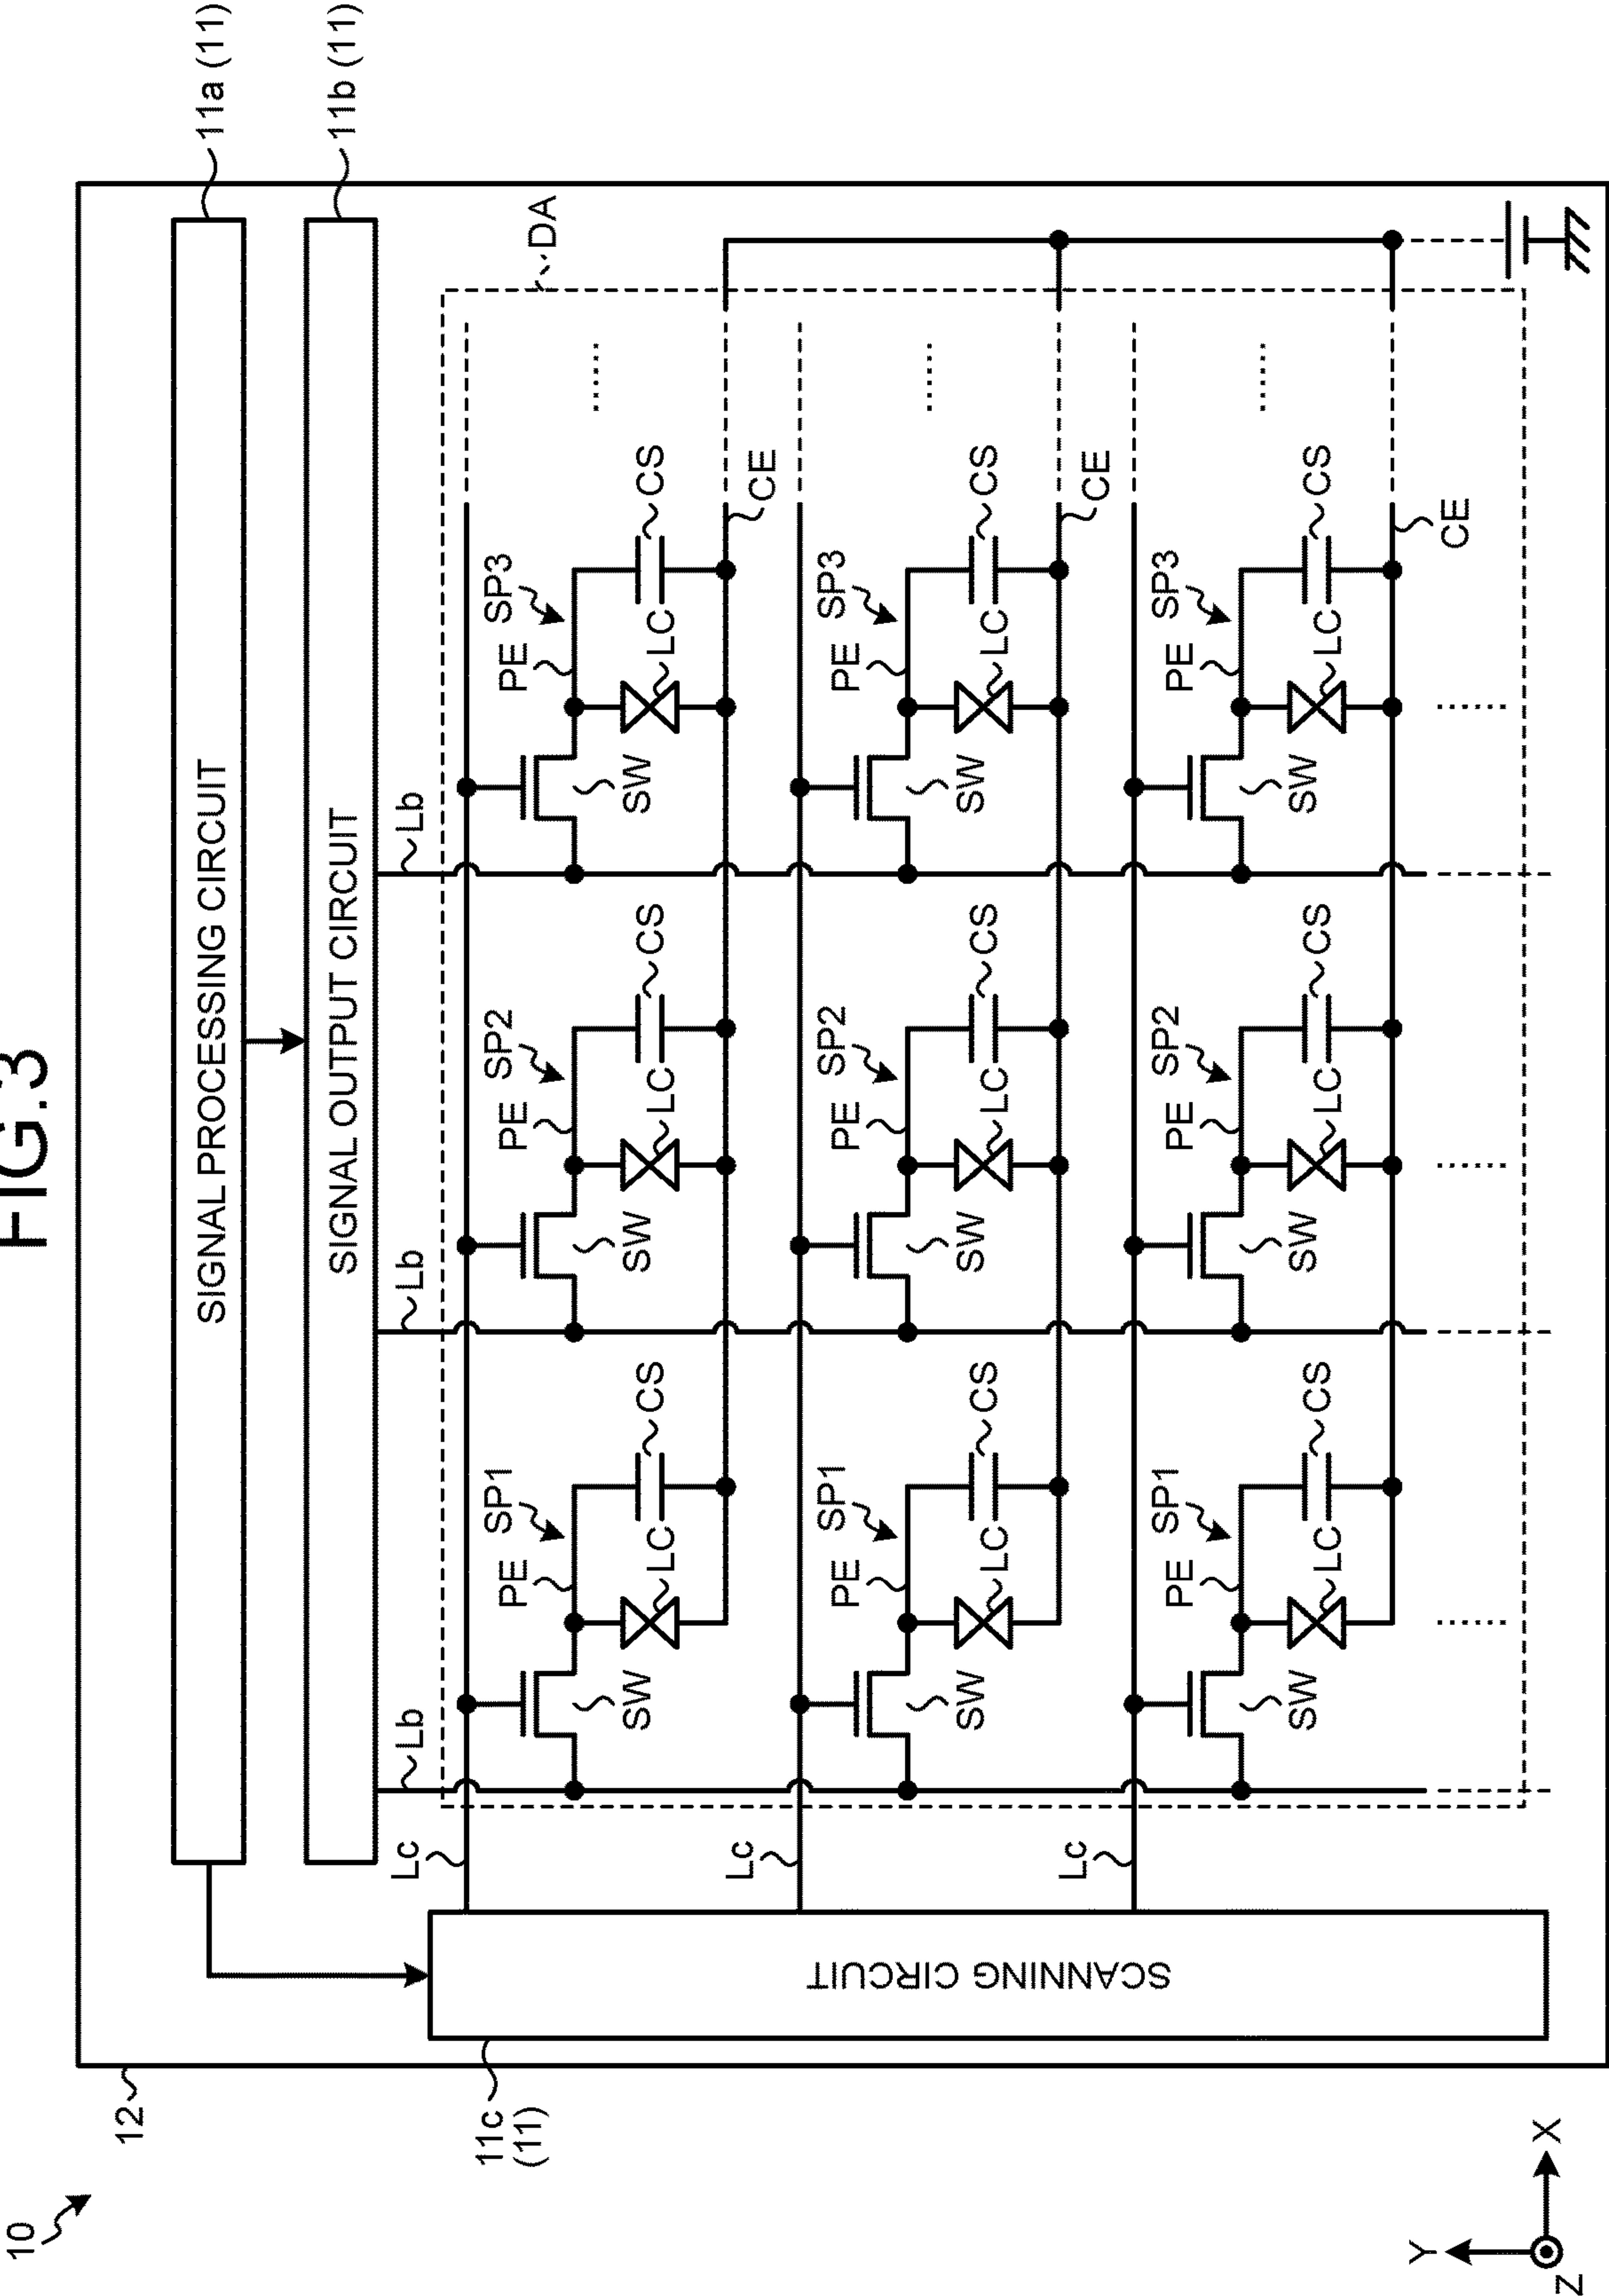 FIG.3
10
12
11a (11)
SIGNAL PROCESSING CIRCUIT
11b (11)
SIGNAL OUTPUT CIRCUIT
11c
(11)
SCANNING CIRCUIT
DA
Lb
Lb
Lb
Lc
SP1
SP2
SP3
PE
PE
PE
SW
LC
CS
SW
LC
CS
SW
LC
CS
CE
Lc
SP1
SP2
SP3
PE
PE
PE
SW
LC
CS
SW
LC
CS
SW
LC
CS
CE
Lc
SP1
SP2
SP3
PE
PE
PE
SW
LC
CS
SW
LC
CS
SW
LC
CS
CE
Y
X
Z